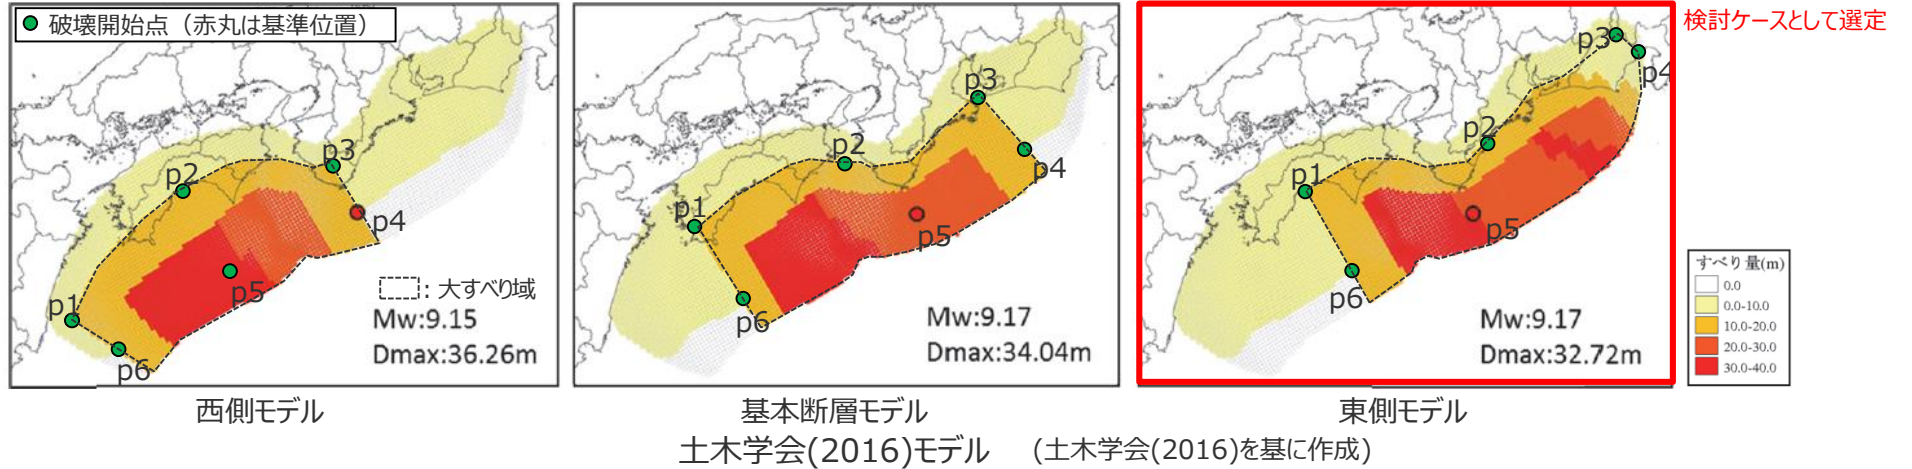 破壊開始点（赤丸は基準位置）
p1
p2
p3
p4
p5
p6
：大すべり域
Mw:9.15
Dmax:36.26m
西側モデル
p1
p2
p3
p4
p5
p6
Mw:9.17
Dmax:34.04m
基本断層モデル
p1
p2
p3
p4
p5
p6
Mw:9.17
Dmax:32.72m
東側モデル
検討ケースとして選定
すべり量(m)
0.0
0.0-10.0
10.0-20.0
20.0-30.0
30.0-40.0
土木学会(2016)モデル （土木学会(2016)を基に作成）